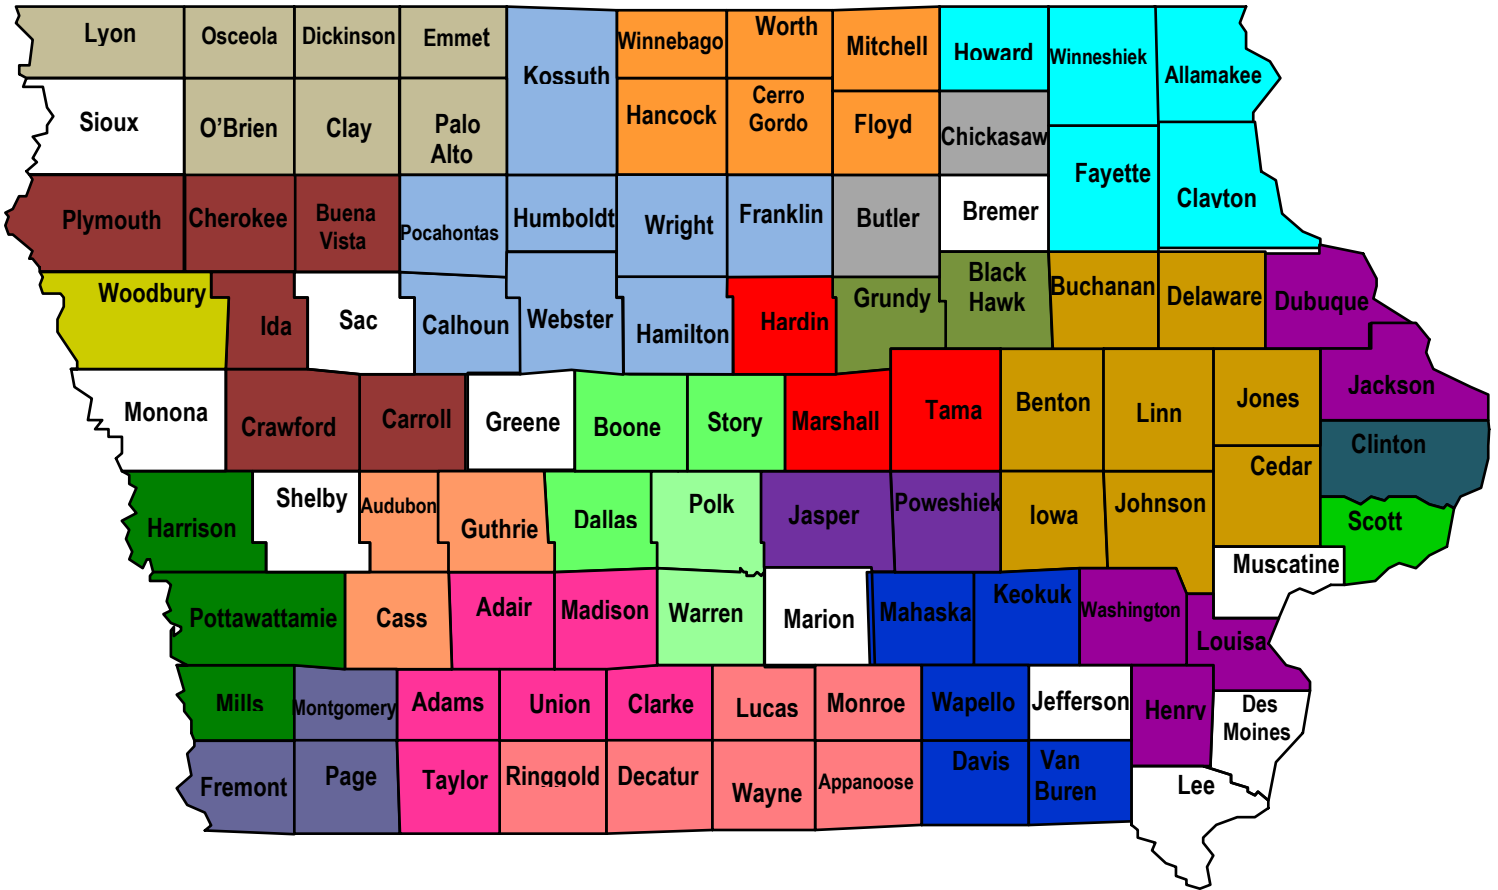 Lyon
Osceola
Dickinson
Emmet
Kossuth
Winnebago
Worth
Mitchell
Howard
Winneshiek
Allamakee
Sioux
O’Brien
Clay
Palo
Alto
Hancock
Cerro
Gordo
Floyd
Chickasaw
Fayette
Clayton
Plymouth
Cherokee
Buena
Vista
Pocahontas
Humboldt
Wright
Franklin
Butler
Bremer
Woodbury
Ida
Sac
Calhoun
Webster
Hamilton
Hardin
Grundy
Black
Hawk
Buchanan
Delaware
Dubuque
Monona
Crawford
Carroll
Greene
Boone
Story
Marshall
Tama
Benton
Linn
Jones
Jackson
Clinton
Cedar
Harrison
Shelby
Audubon
Guthrie
Dallas
Polk
Jasper
Poweshiek
Iowa
Johnson
Scott
Muscatine
Pottawattamie
Cass
Adair
Madison
Warren
Marion
Mahaska
Keokuk
Washington
Louisa
Mills
Montgomery
Adams
Union
Clarke
Lucas
Monroe
Wapello
Jefferson
Henry
Des
Moines
Fremont
Page
Taylor
Ringgold
Decatur
Wayne
Appanoose
Davis
Van
Buren
Lee